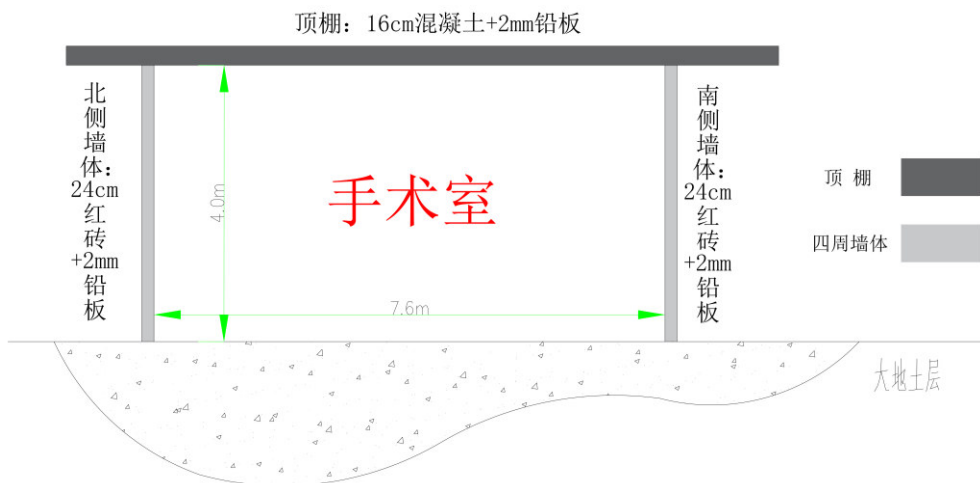 顶棚：16cm混凝土+2mm铅板
北侧墙体：24cm红砖+2mm铅板
4.0m
手术室
7.6m
南侧墙体：24cm红砖+2mm铅板
顶 棚
四周墙体
大地土层